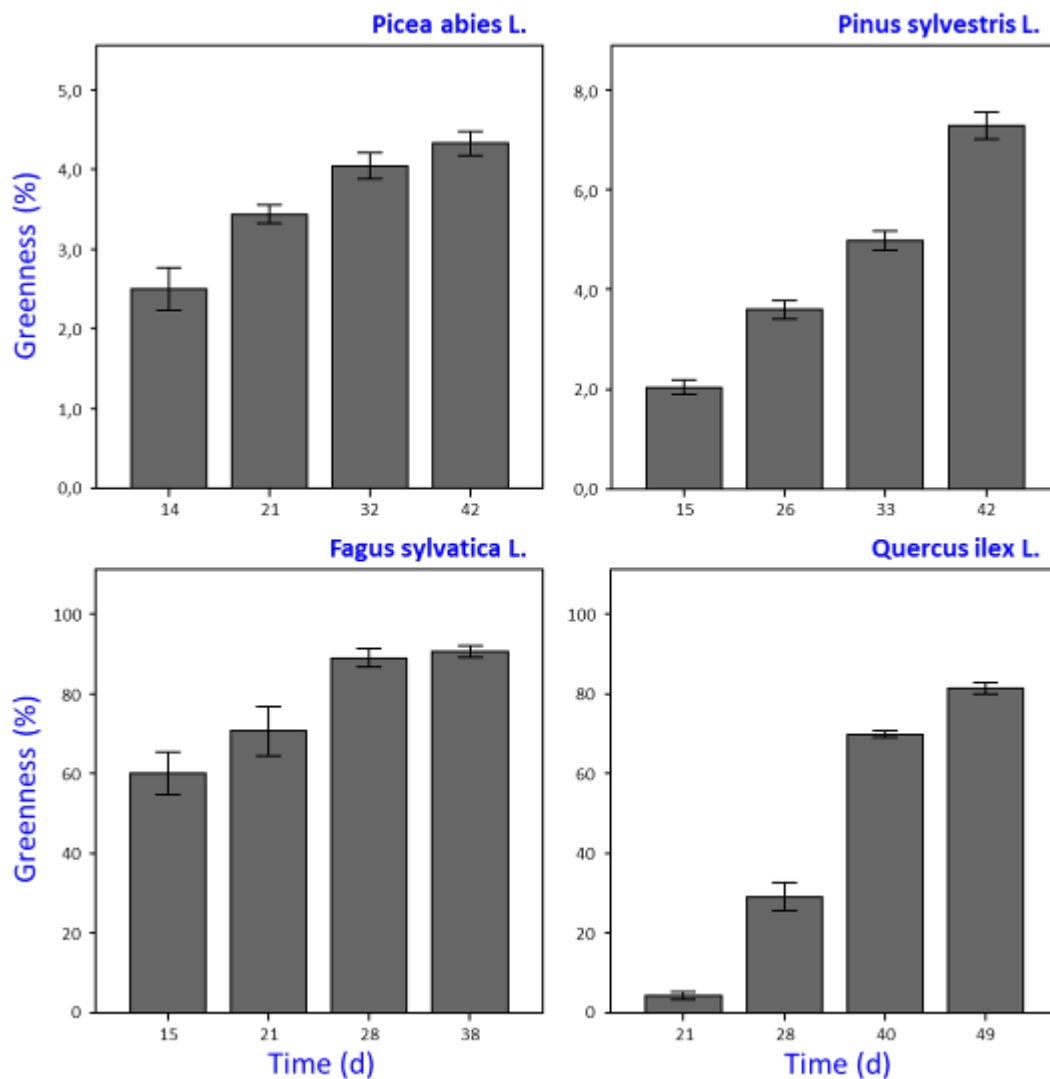 Picea abies L.
Pinus sylvestris L.
Greenness (%)
5,0
4,0
3,0
2,0
1,0
0,0
14 21 32 42
8,0
6,0
4,0
2,0
0,0
15 26 33 42
Fagus sylvatica L.
Quercus ilex L.
Greenness (%)
100
80
60
40
20
0
15 21 28 38
Time (d)
100
80
60
40
20
0
21 28 40 49
Time (d)